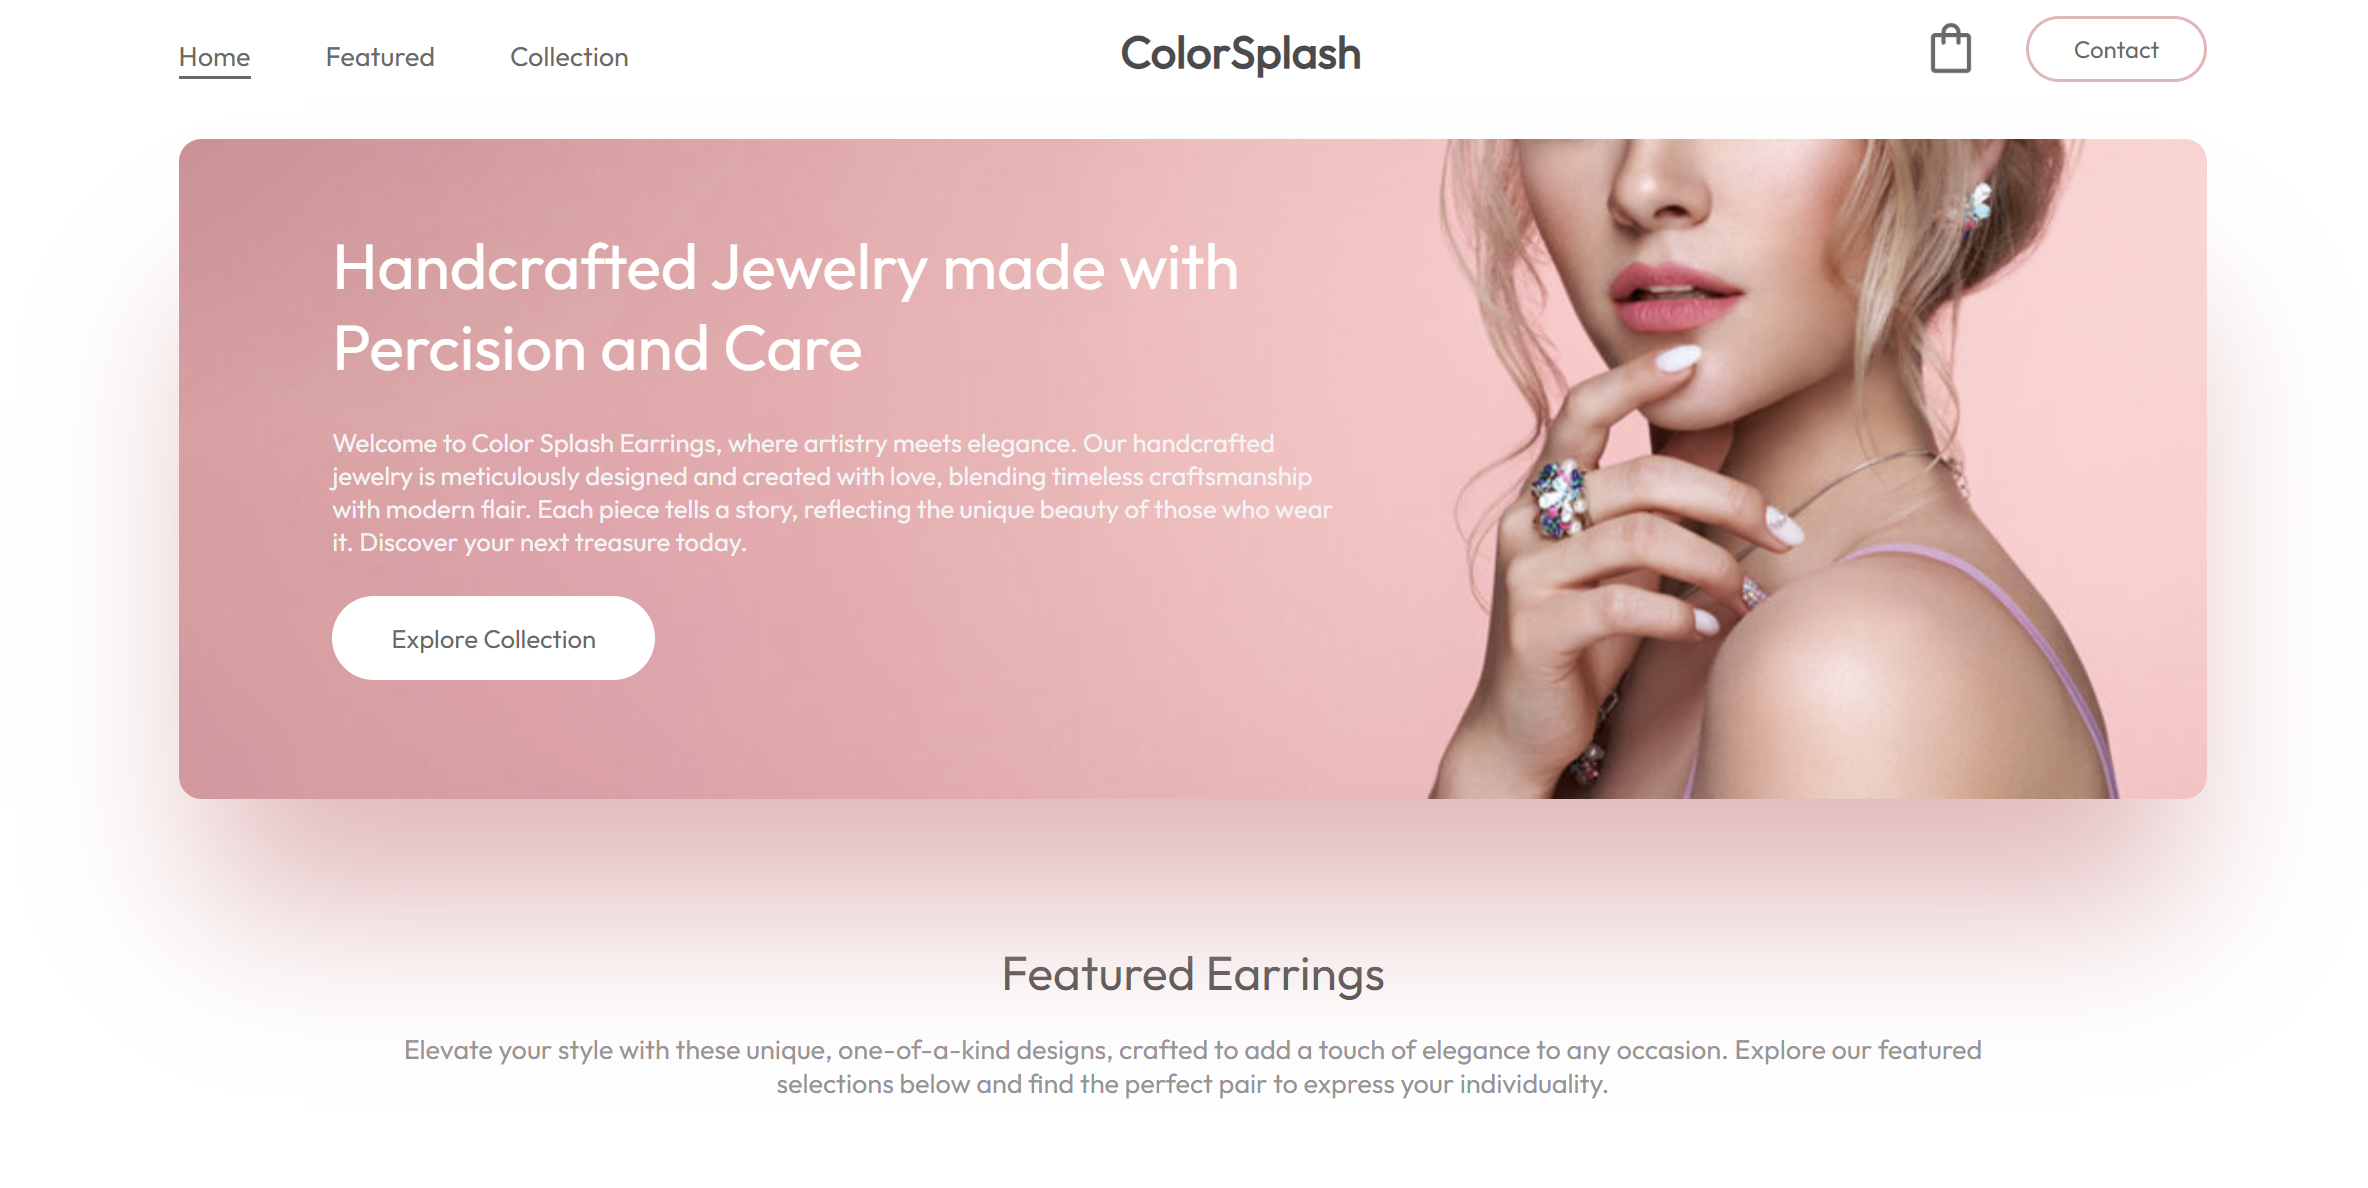 Home Featured Collection ColorSplash Contact
Handcrafted Jewelry made with
Percision and Care
Welcome to Color Splash Earrings, where artistry meets elegance. Our handcrafted
jewelry is meticulously designed and created with love, blending timeless craftsmanship
with modern flair. Each piece tells a story, reflecting the unique beauty of those who wear
it. Discover your next treasure today.
Explore Collection
Featured Earrings
Elevate your style with these unique, one-of-a-kind designs, crafted to add a touch of elegance to any occasion. Explore our featured
selections below and find the perfect pair to express your individuality.